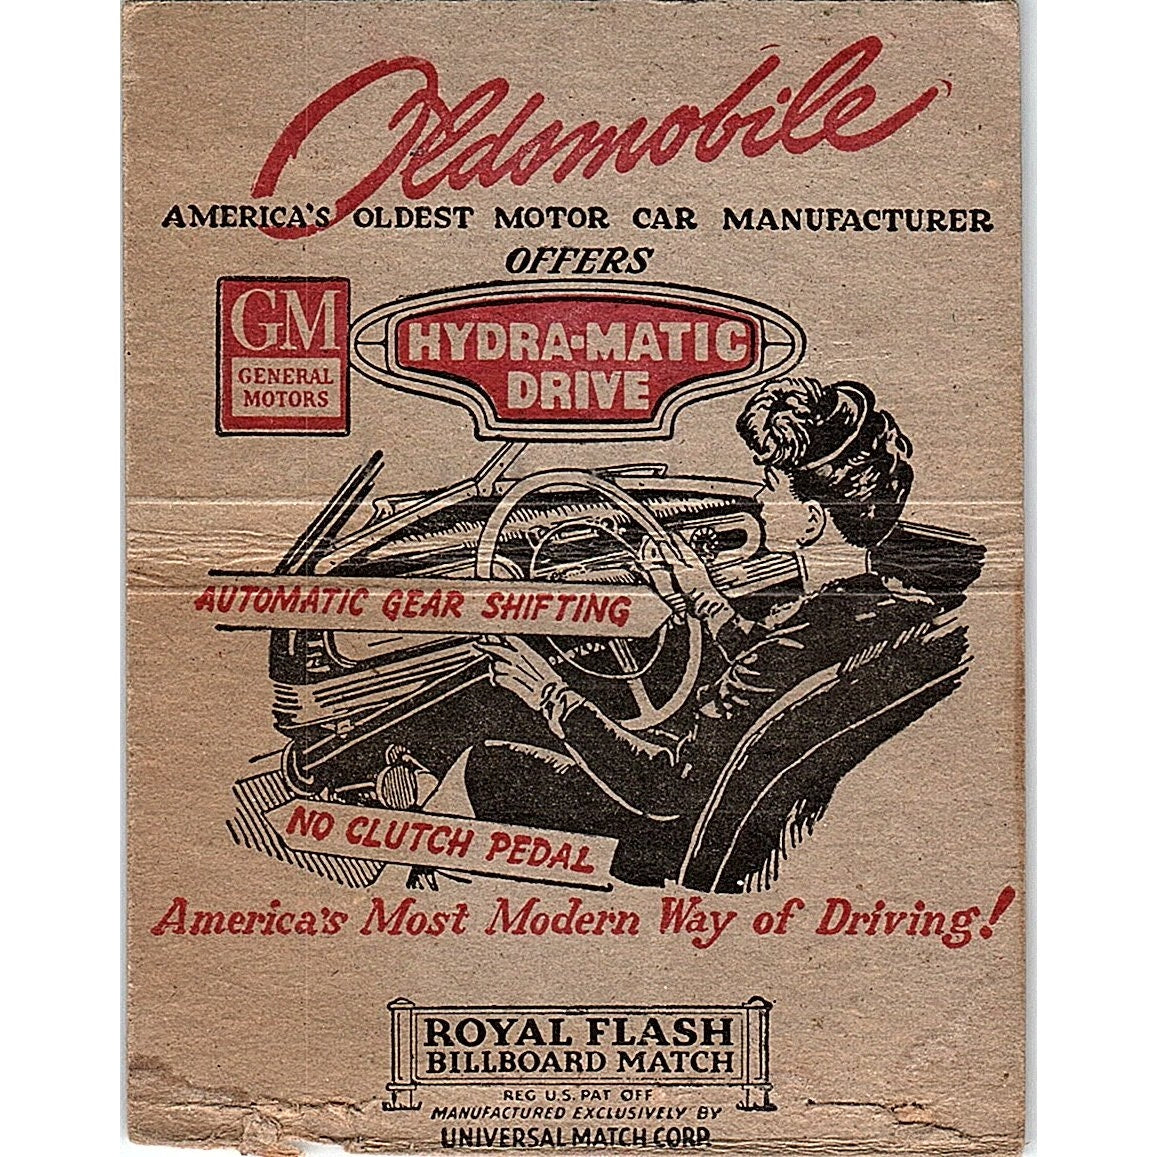 Oldsmobile
AMERICA'S OLDEST MOTOR CAR MANUFACTURER
OFFERS
GM
GENERAL
MOTORS
HYDRA-MATIC
DRIVE
AUTOMATIC GEAR SHIFTING
NO CLUTCH PEDAL
America's Most Modern Way of Driving!
ROYAL FLASH
BILLBOARD MATCH
REG U.S. PAT OFF
MANUFACTURED EXCLUSIVELY BY
UNIVERSAL MATCH CORP.